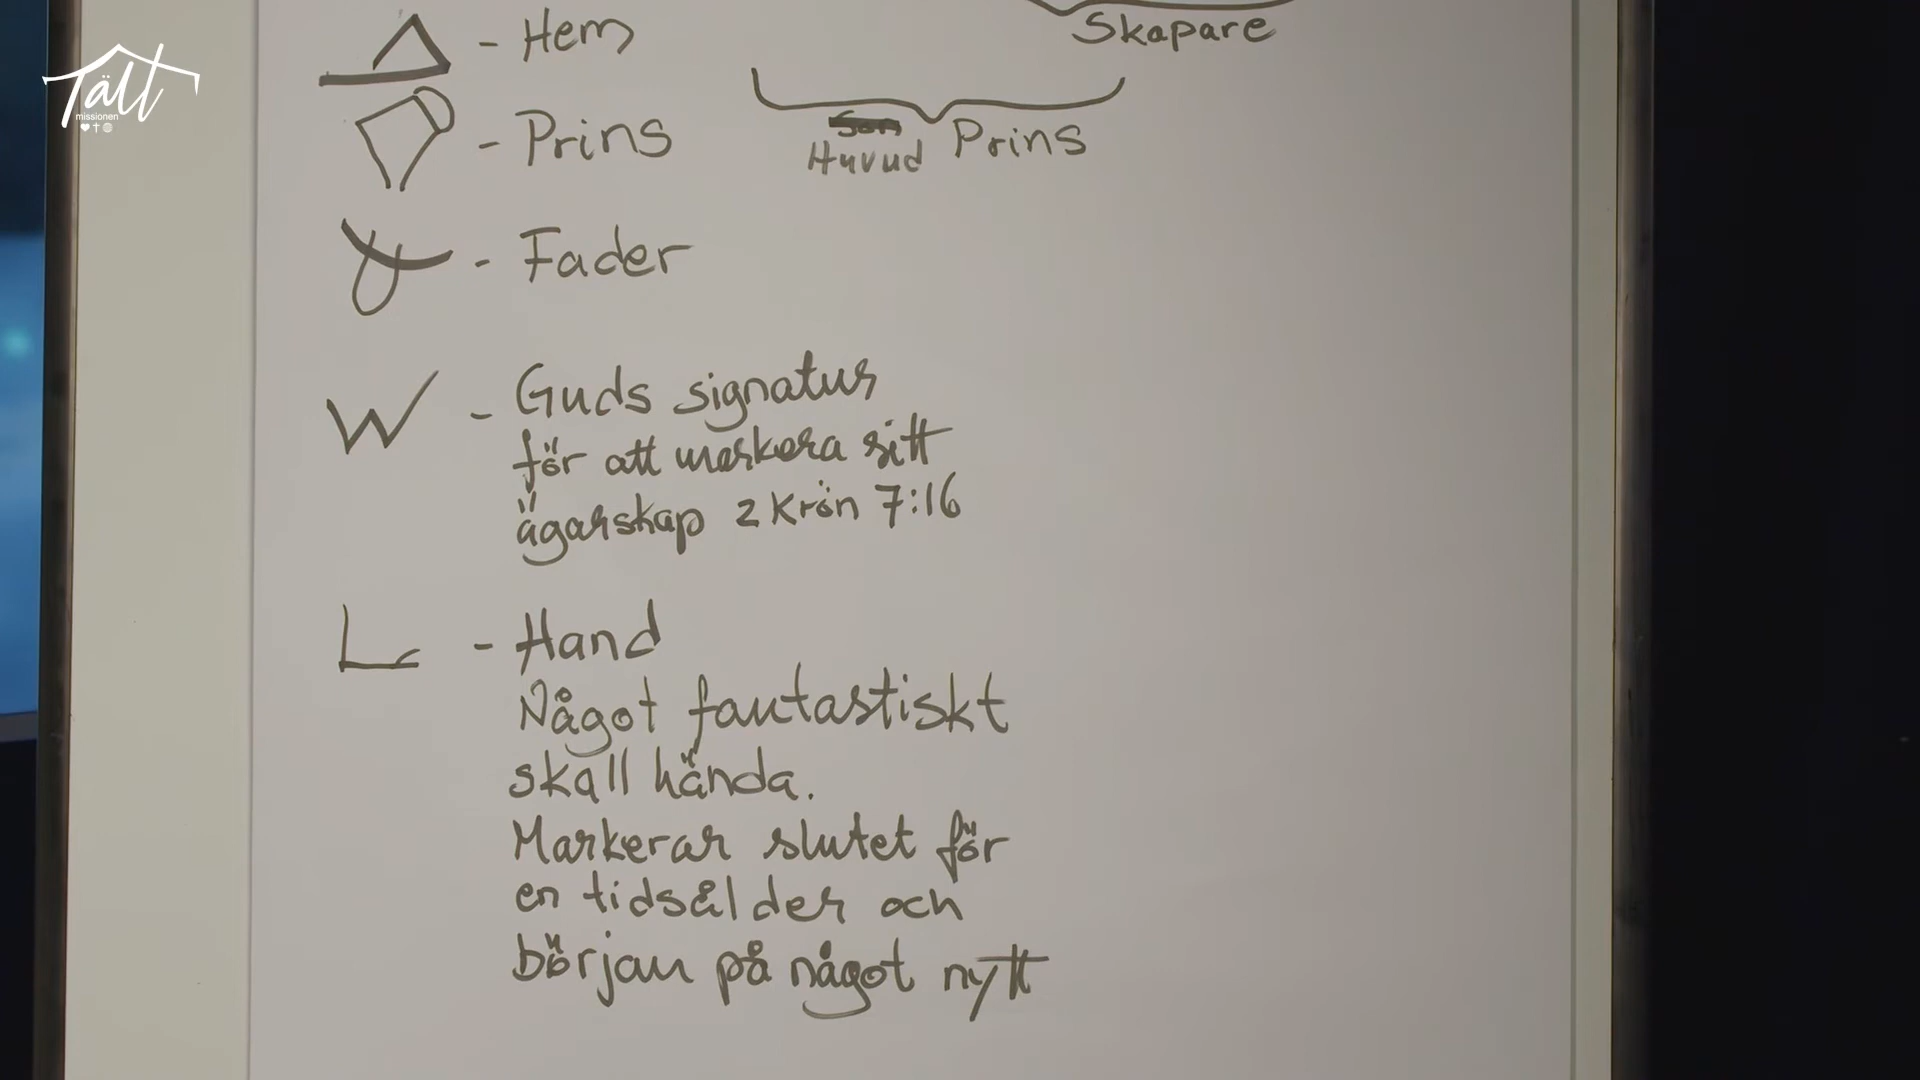 Tält
missionen
Skapare
- Hem
- Prins
Son
Huvud Prins
- Fader
W - Guds signatur
för att markera sitt
ägarskap 2 Krön 7:16
- Hand
Något fantastiskt
skall hända.
Markerar slutet för
en tidsålder och
början på något nytt